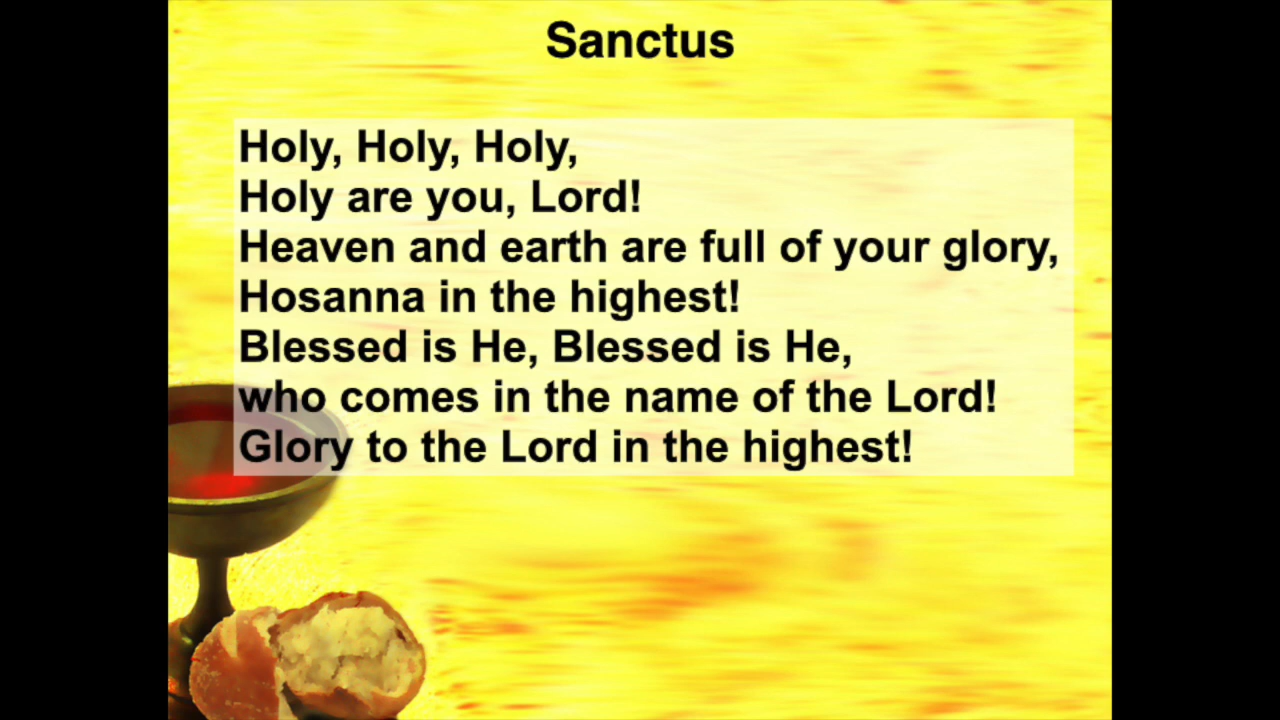 Sanctus
Holy, Holy, Holy,
Holy are you, Lord!
Heaven and earth are full of your glory,
Hosanna in the highest!
Blessed is He, Blessed is He,
who comes in the name of the Lord!
Glory to the Lord in the highest!